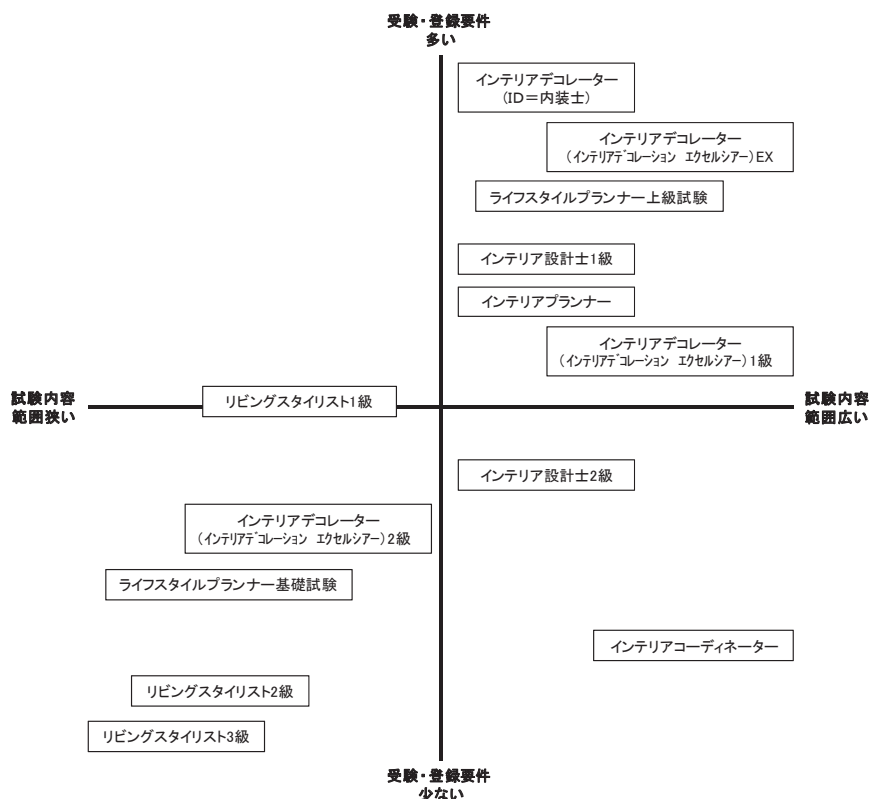 受験・登録要件
多い
インテリアデコレーター
(ID=内装士)
インテリアデコレーター
(インテリアデコレーション エクセルシアー)EX
ライフスタイルプランナー上級試験
インテリア設計士1級
インテリアプランナー
インテリアデコレーター
(インテリアデコレーション エクセルシアー)1級
試験内容
範囲狭い
リビングスタイリスト1級
試験内容
範囲広い
インテリア設計士2級
インテリアデコレーター
(インテリアデコレーション エクセルシアー)2級
ライフスタイルプランナー基礎試験
インテリアコーディネーター
リビングスタイリスト2級
リビングスタイリスト3級
受験・登録要件
少ない